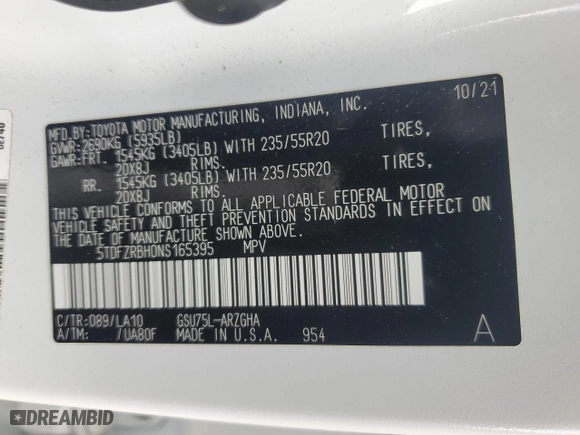 MFD.BY:TOYOTA MOTOR MANUFACTURING, INDIANA, INC. 10/21
GVWR:2690KG (5935LB)
GAWR:FRT. 1545KG (3405LB) WITH 235/55R20 TIRES,
20X8J RIMS.
RR. 1545KG (3405LB) WITH 235/55R20 TIRES,
20X8J RIMS.
THIS VEHICLE CONFORMS TO ALL APPLICABLE FEDERAL MOTOR
VEHICLE SAFETY AND THEFT PREVENTION STANDARDS IN EFFECT ON
THE DATE OF MANUFACTURE SHOWN ABOVE.
5TDFZRBH0NS165395 MPV
C/TR:089/LA10 GSU75L-ARZGHA
A/TM: /UA80F MADE IN U.S.A. 954 A
DREAMBID